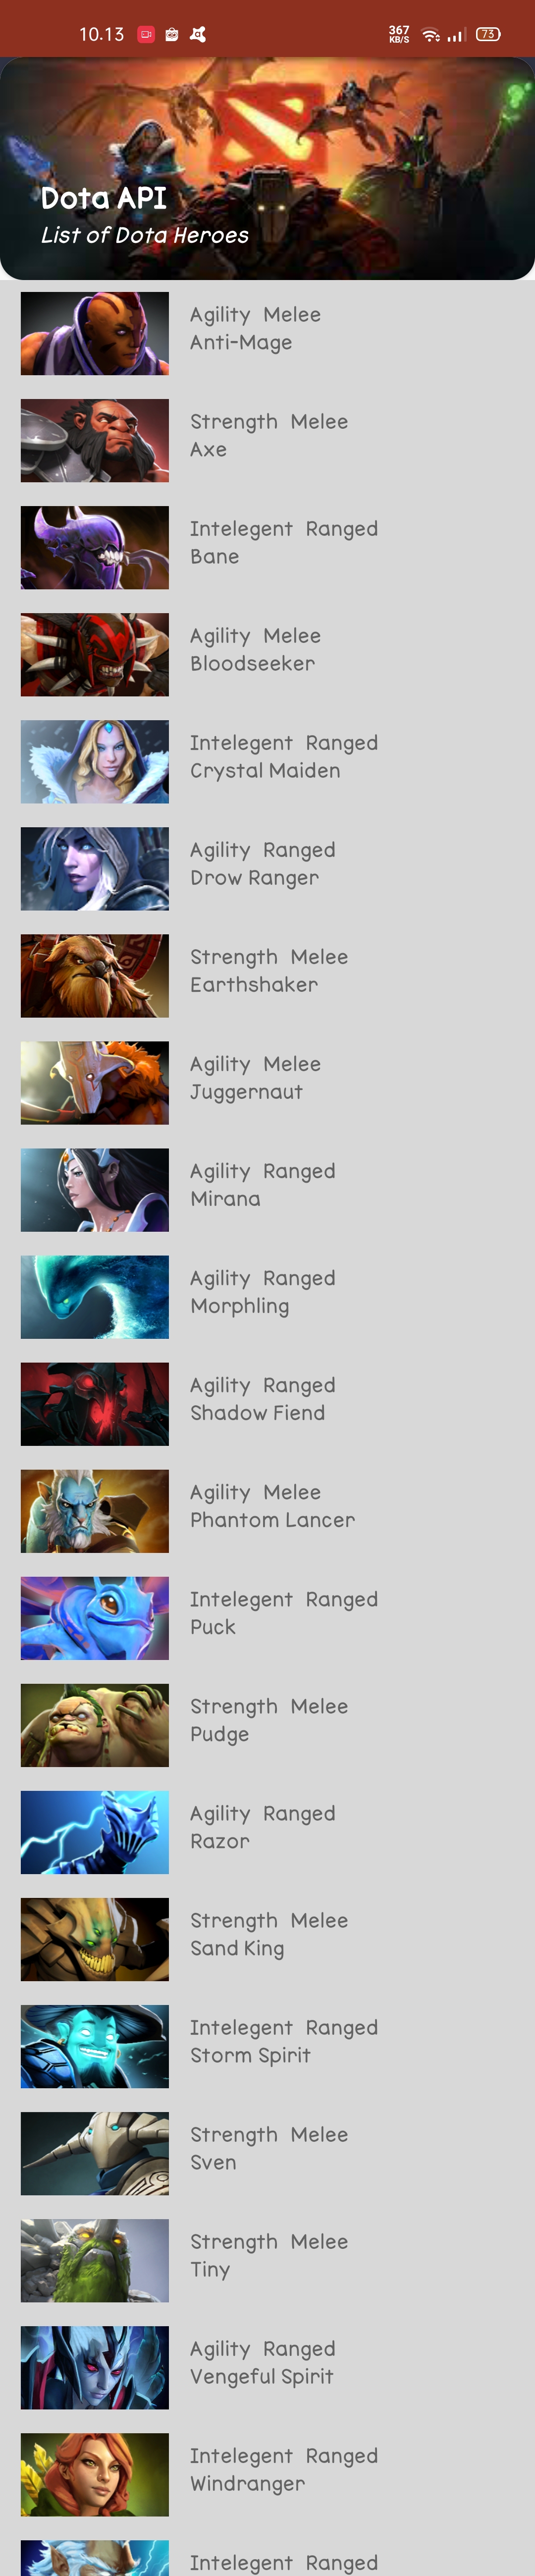 10.13
367
KB/S
73
Dota API
List of Dota Heroes
Agility Melee
Anti-Mage
Strength Melee
Axe
Intelegent Ranged
Bane
Agility Melee
Bloodseeker
Intelegent Ranged
Crystal Maiden
Agility Ranged
Drow Ranger
Strength Melee
Earthshaker
Agility Melee
Juggernaut
Agility Ranged
Mirana
Agility Ranged
Morphling
Agility Ranged
Shadow Fiend
Agility Melee
Phantom Lancer
Intelegent Ranged
Puck
Strength Melee
Pudge
Agility Ranged
Razor
Strength Melee
Sand King
Intelegent Ranged
Storm Spirit
Strength Melee
Sven
Strength Melee
Tiny
Agility Ranged
Vengeful Spirit
Intelegent Ranged
Windranger
Intelegent Ranged